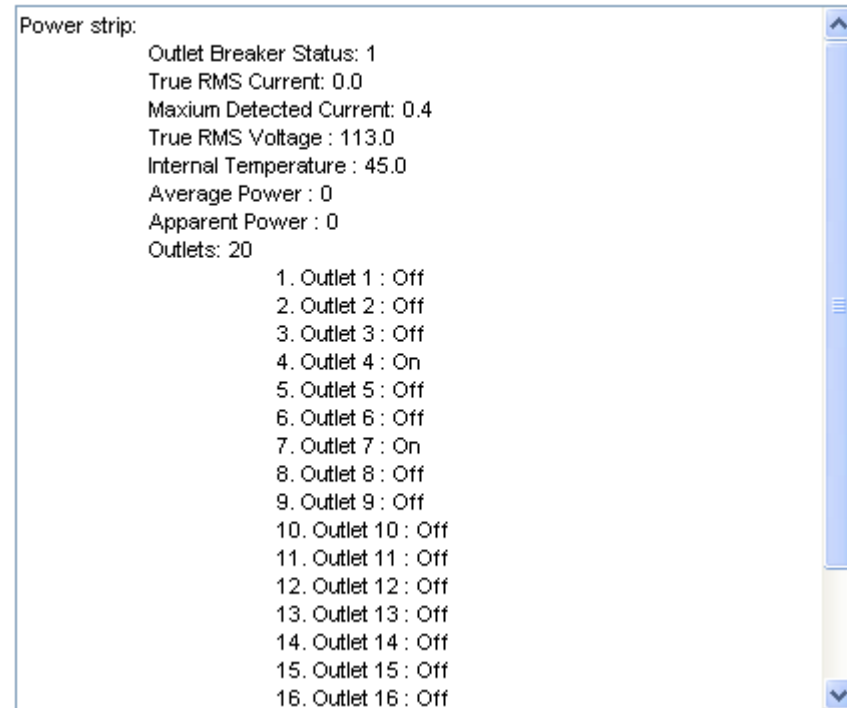 Power strip:
Outlet Breaker Status: 1
True RMS Current: 0.0
Maxium Detected Current: 0.4
True RMS Voltage : 113.0
Internal Temperature : 45.0
Average Power : 0
Apparent Power : 0
Outlets: 20
1. Outlet 1 : Off
2. Outlet 2 : Off
3. Outlet 3 : Off
4. Outlet 4 : On
5. Outlet 5 : Off
6. Outlet 6 : Off
7. Outlet 7 : On
8. Outlet 8 : Off
9. Outlet 9 : Off
10. Outlet 10 : Off
11. Outlet 11 : Off
12. Outlet 12 : Off
13. Outlet 13 : Off
14. Outlet 14 : Off
15. Outlet 15 : Off
16. Outlet 16 : Off